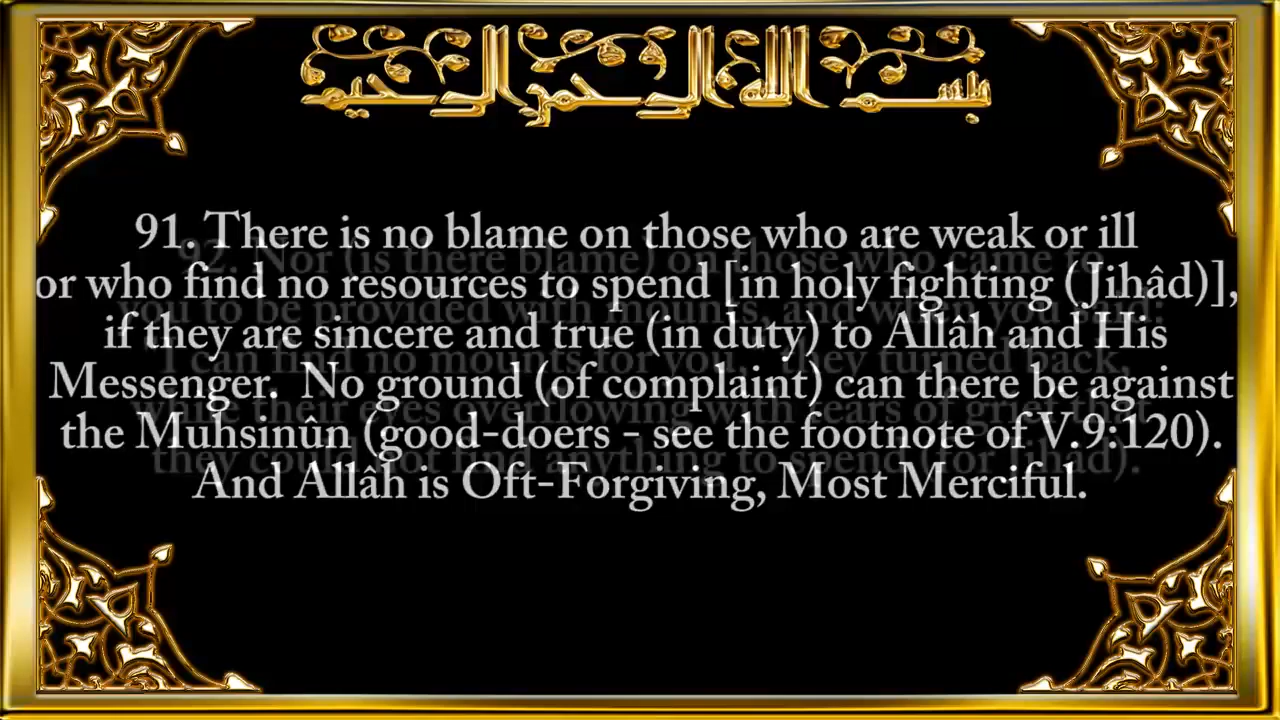 بسم الله الرحمن الرحيم
91. There is no blame on those who are weak or ill
or who find no resources to spend [in holy fighting (Jihâd)],
if they are sincere and true (in duty) to Allâh and His
Messenger.  No ground (of complaint) can there be against
the Muhsinûn (good-doers - see the footnote of V.9:120).
And Allâh is Oft-Forgiving, Most Merciful.
92. Nor (is there blame) on those who came to
you to be provided with mounts, and when you said:
"I can find no mounts for you," they turned back,
while their eyes overflowing with tears of grief that
they could not find anything to spend (for Jihâd).